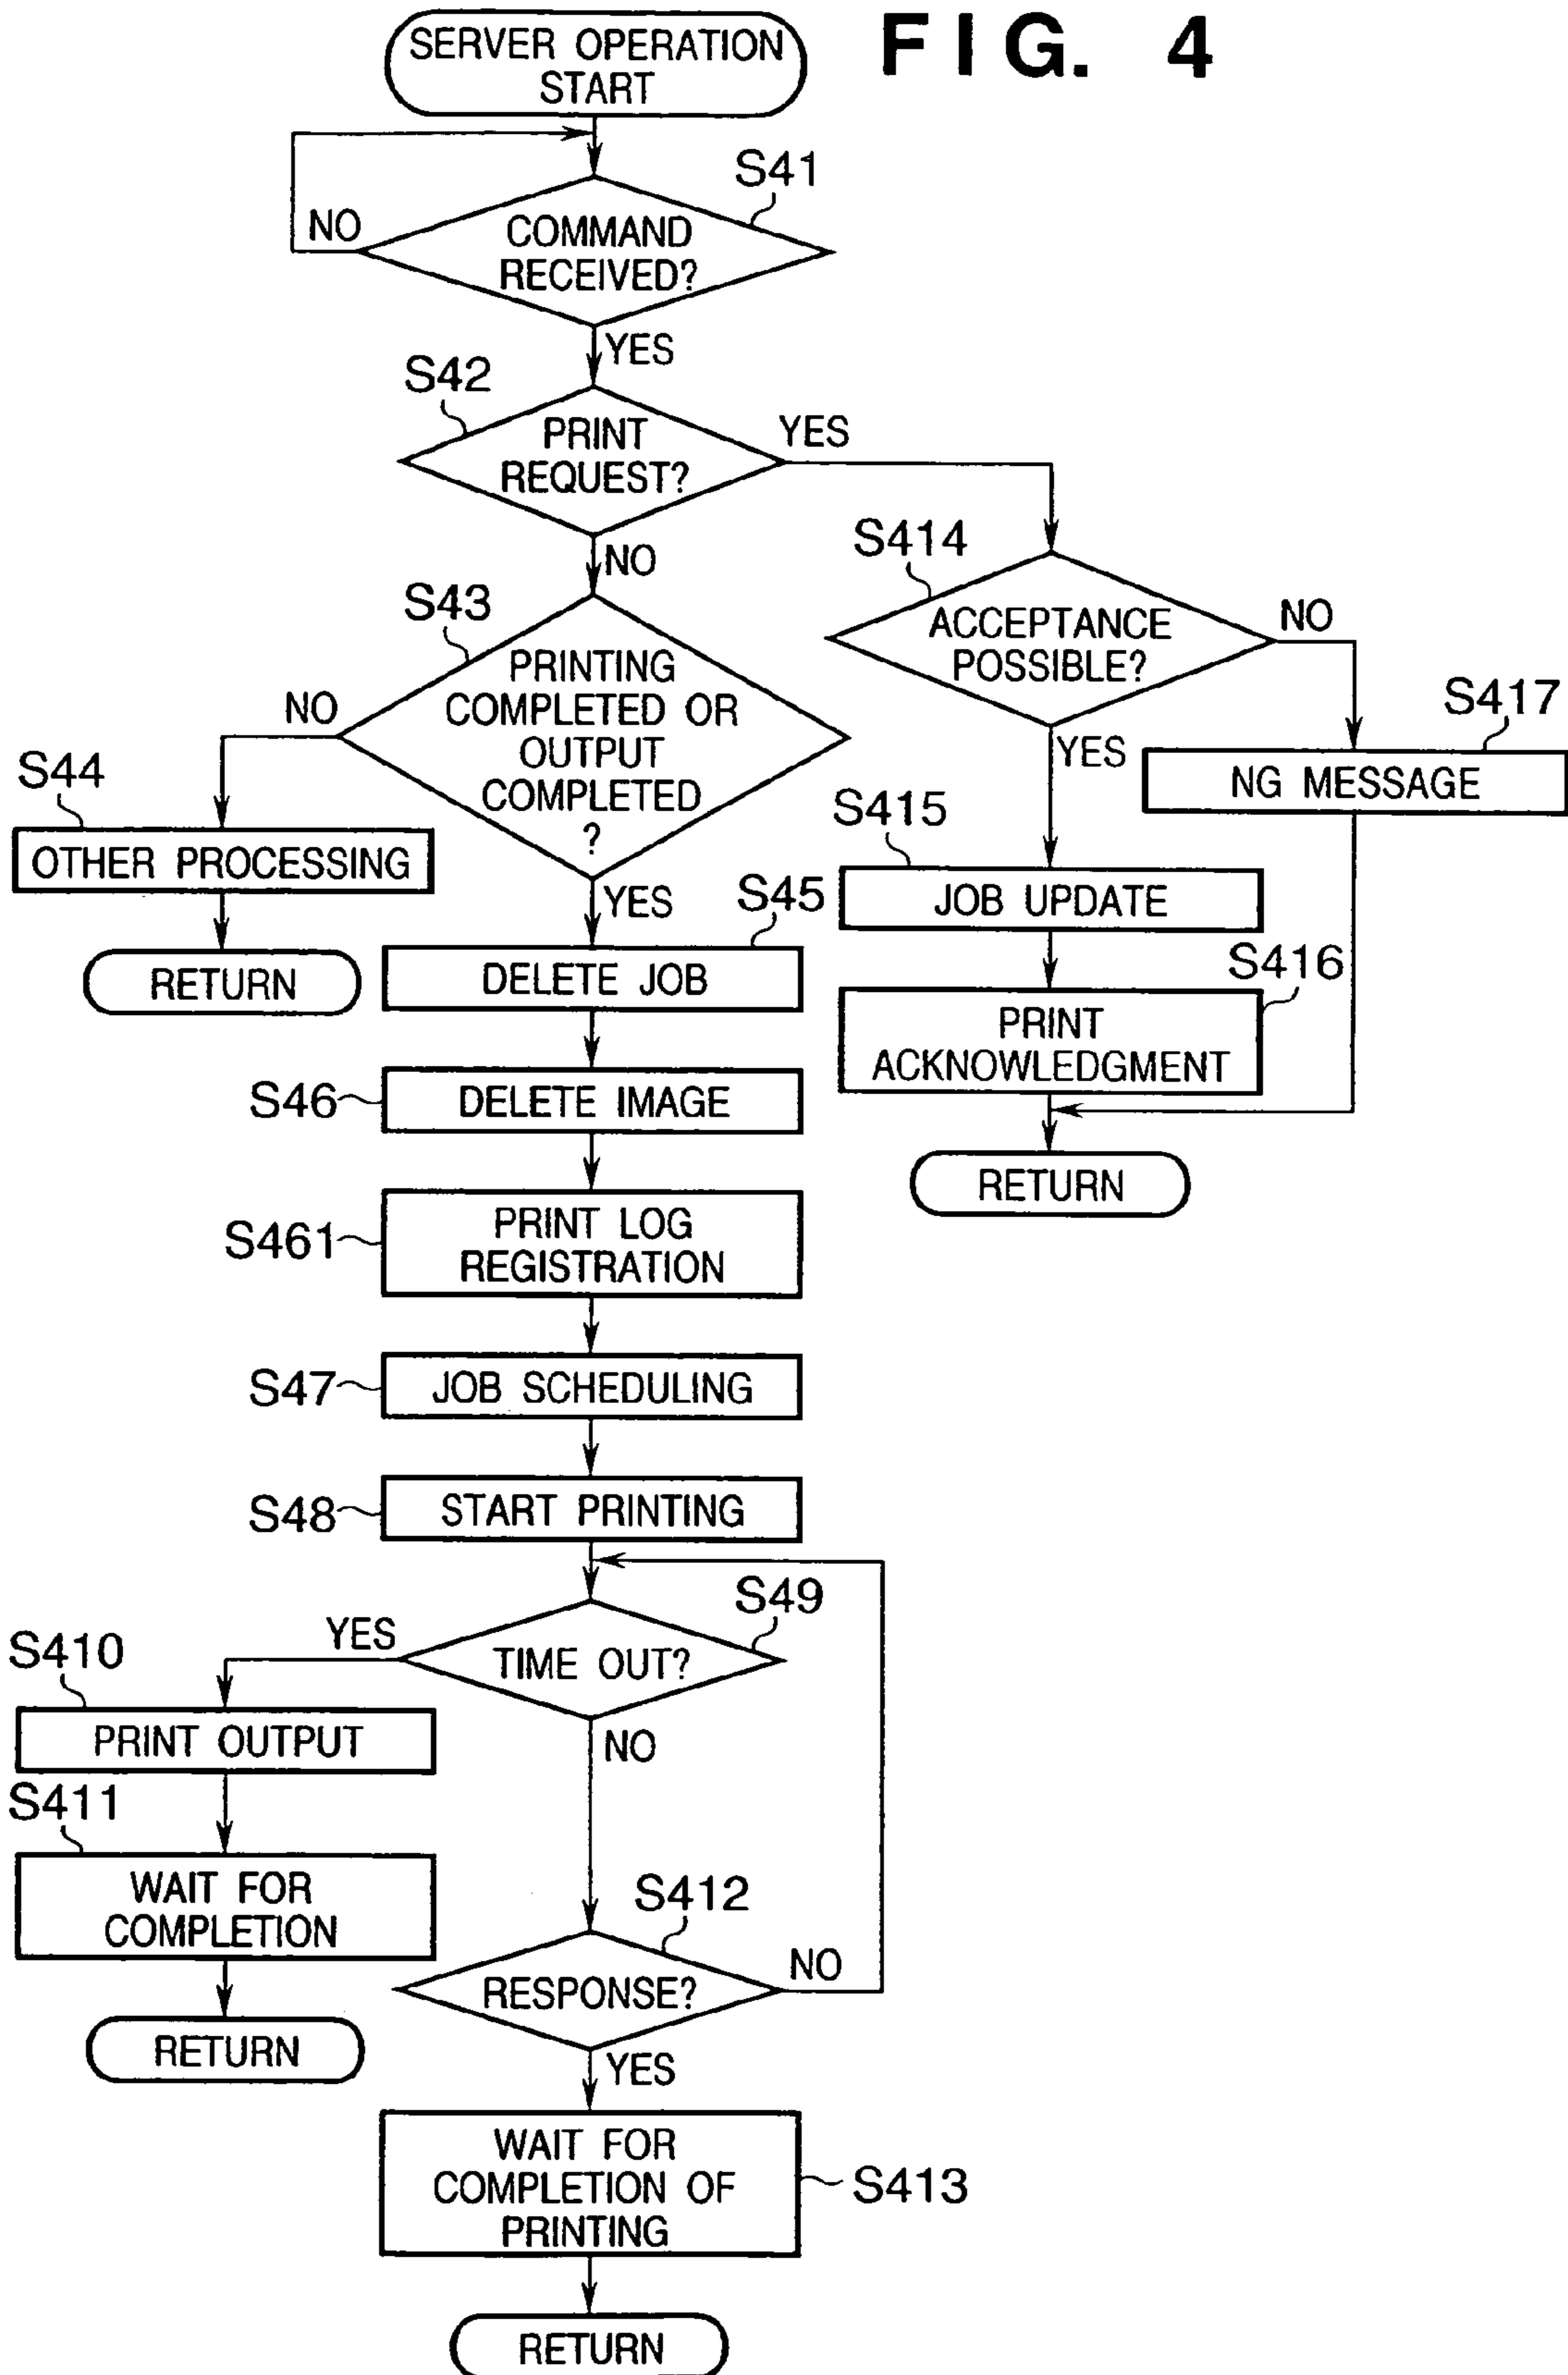 FIG. 4
SERVER OPERATION
START
S41
NO
COMMAND
RECEIVED?
YES
S42
PRINT
REQUEST?
YES
NO
S414
ACCEPTANCE
POSSIBLE?
NO
YES
S417
NG MESSAGE
S415
JOB UPDATE
S416
PRINT
ACKNOWLEDGMENT
RETURN
S43
PRINTING
COMPLETED OR
OUTPUT
COMPLETED
?
NO
S44
OTHER PROCESSING
RETURN
YES
S45
DELETE JOB
S46
DELETE IMAGE
S461
PRINT LOG
REGISTRATION
S47
JOB SCHEDULING
S48
START PRINTING
S49
TIME OUT?
YES
S410
PRINT OUTPUT
S411
WAIT FOR
COMPLETION
RETURN
NO
S412
RESPONSE?
NO
YES
WAIT FOR
COMPLETION OF
PRINTING
S413
RETURN